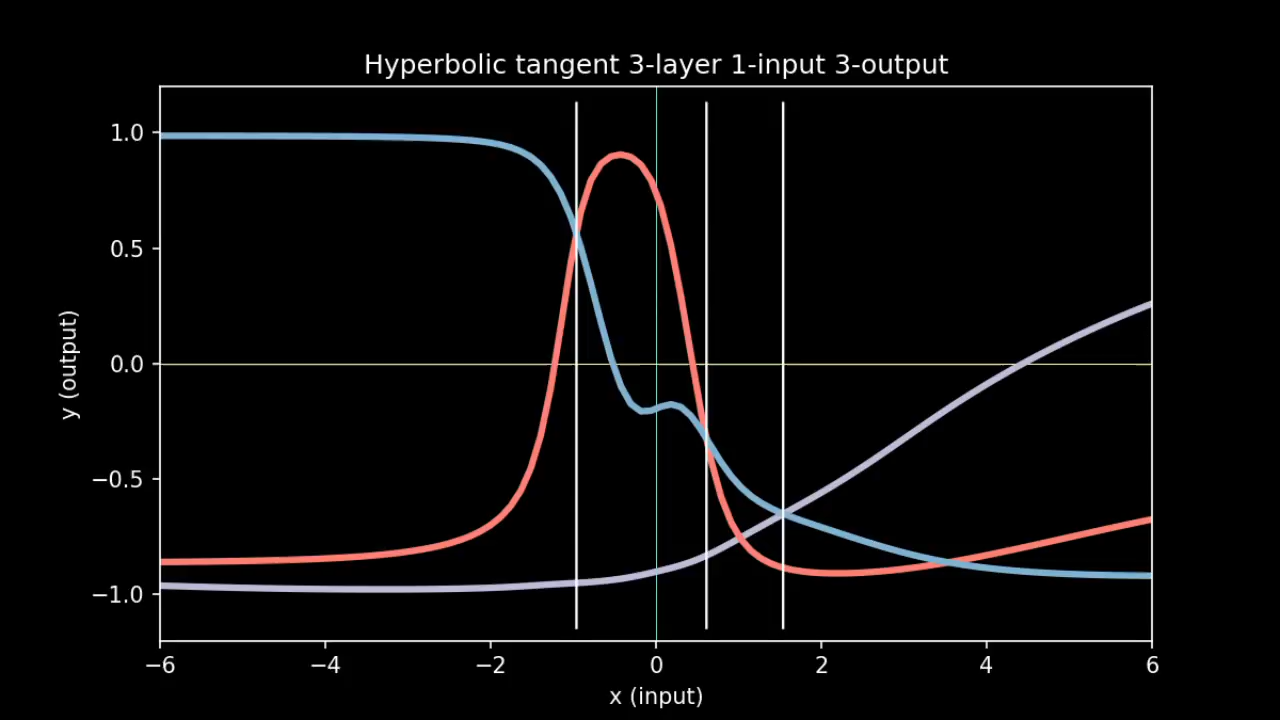 Hyperbolic tangent 3-layer 1-input 3-output
1.0
0.5
0.0
−0.5
−1.0
y (output)
−6 −4 −2 0 2 4 6
x (input)